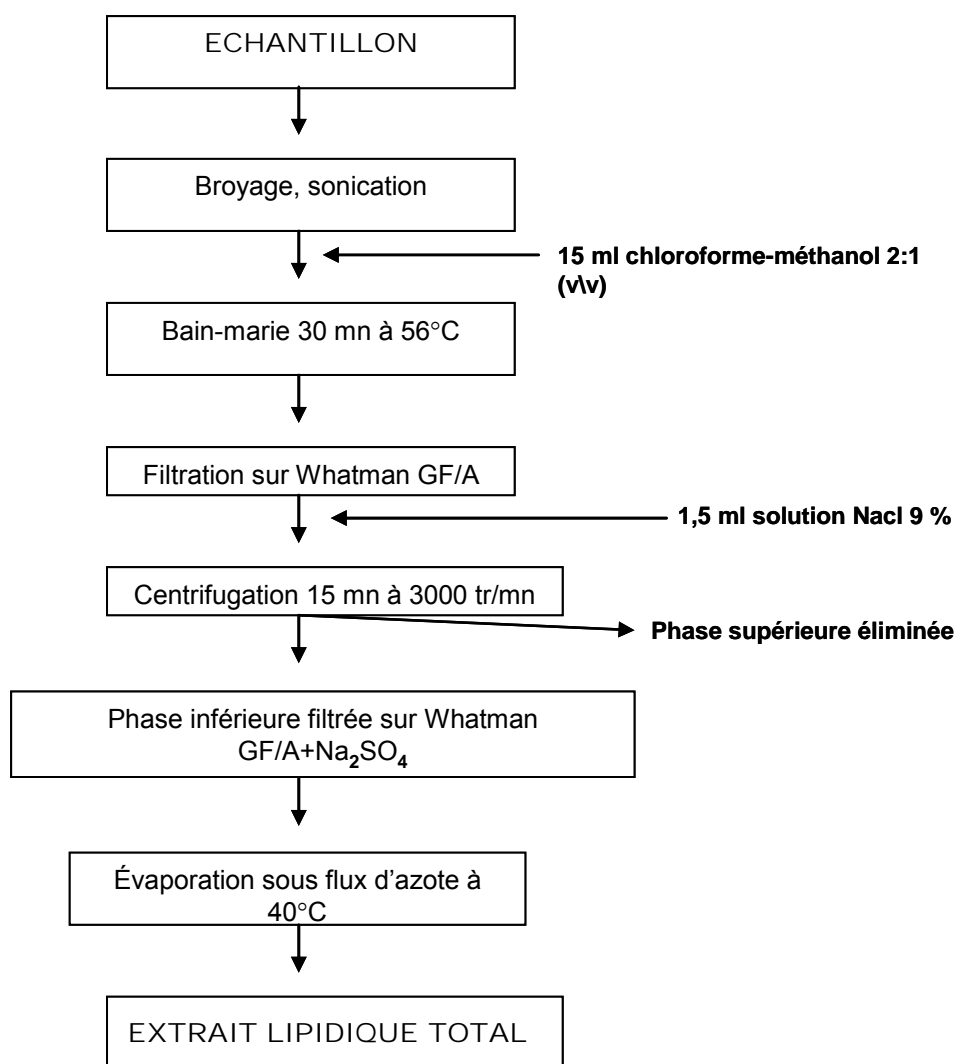 ECHANTILLON
Broyage, sonication
15 ml chloroforme-méthanol 2:1
(v\v)
Bain-marie 30 mn à 56°C
Filtration sur Whatman GF/A
1,5 ml solution Nacl 9 %
Centrifugation 15 mn à 3000 tr/mn
Phase supérieure éliminée
Phase inférieure filtrée sur Whatman
GF/A+Na₂SO₄
Évaporation sous flux d'azote à
40°C
EXTRAIT LIPIDIQUE TOTAL